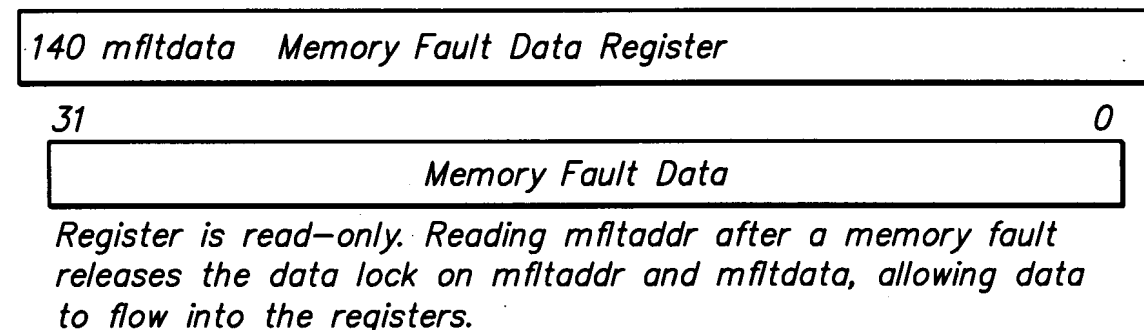 140 mfltdata Memory Fault Data Register
31 0
Memory Fault Data
Register is read-only. Reading mfltaddr after a memory fault
releases the data lock on mfltaddr and mfltdata, allowing data
to flow into the registers.